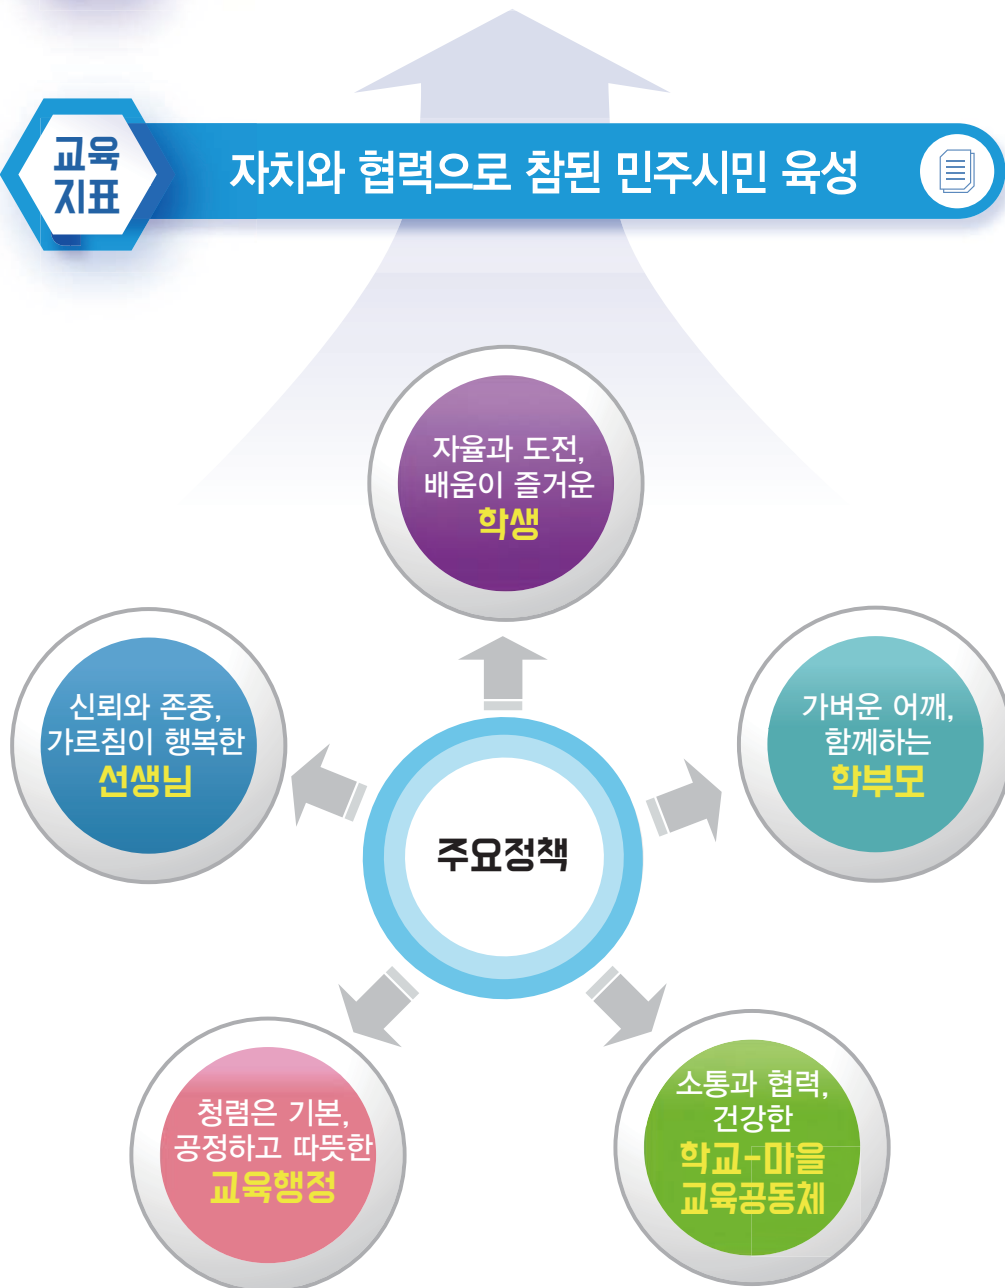 교육
지표
자치와 협력으로 참된 민주시민 육성
자율과 도전,
배움이 즐거운
학생
신뢰와 존중,
가르침이 행복한
선생님
가벼운 어깨,
함께하는
학부모
주요정책
청렴은 기본,
공정하고 따뜻한
교육행정
소통과 협력,
건강한
학교-마을
교육공동체